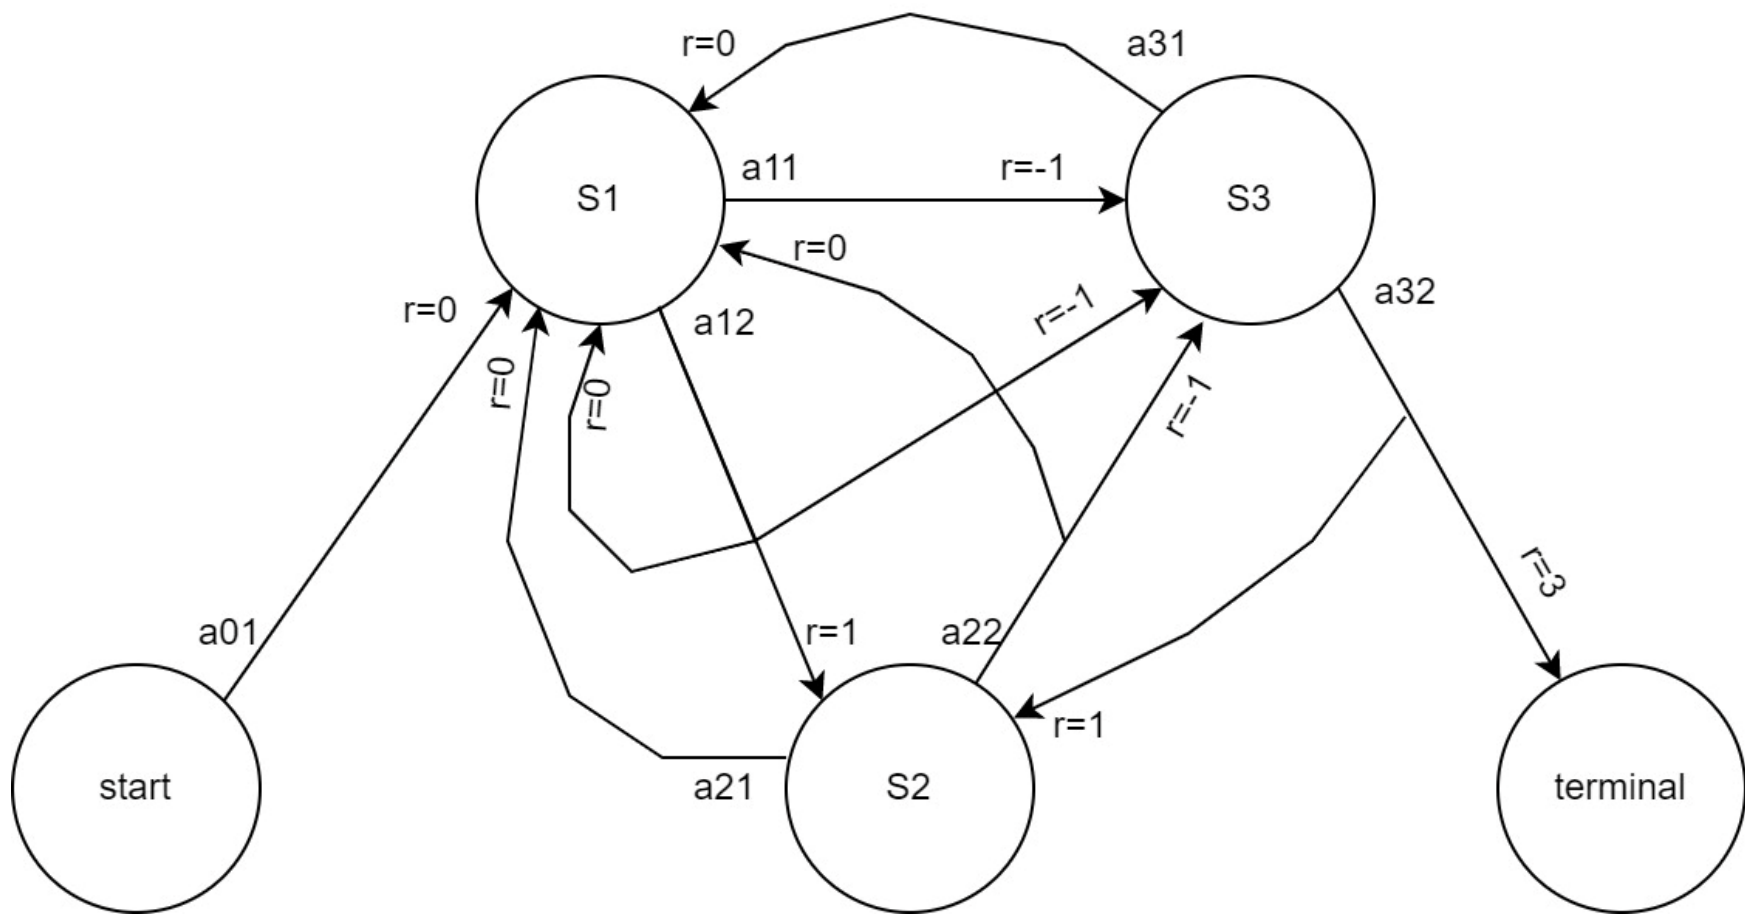 r=0
a31
a11
r=-1
S1
S3
r=0
r=0
a12
r=-1
a32
r=0
r=0
r=-1
r=3
a01
r=1
a22
r=1
start
a21
S2
terminal